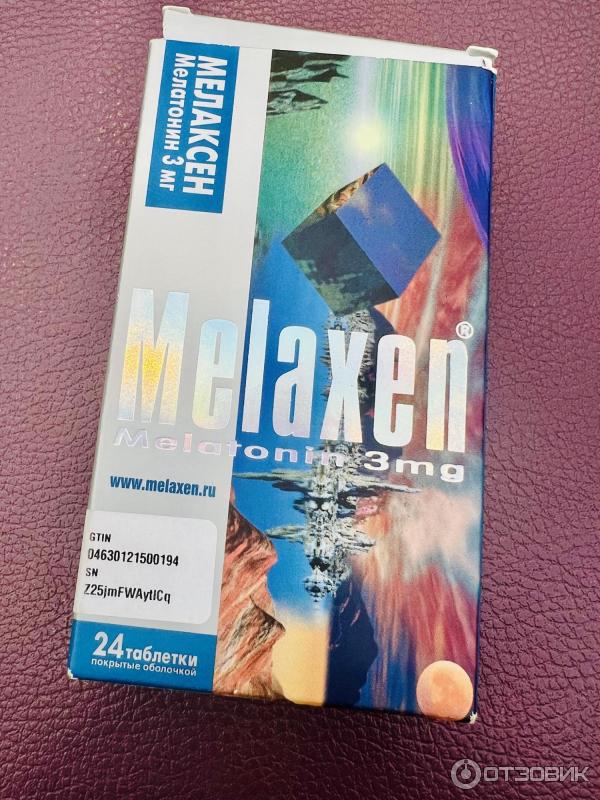 МЕЛАКСЕН
Мелатонин 3 мг
Melaxen®
Melatonin 3mg
www.melaxen.ru
GTIN
04630121500194
SN
Z25jmFWAytlCq
24 таблетки
покрытые оболочкой
ОТЗОВИК